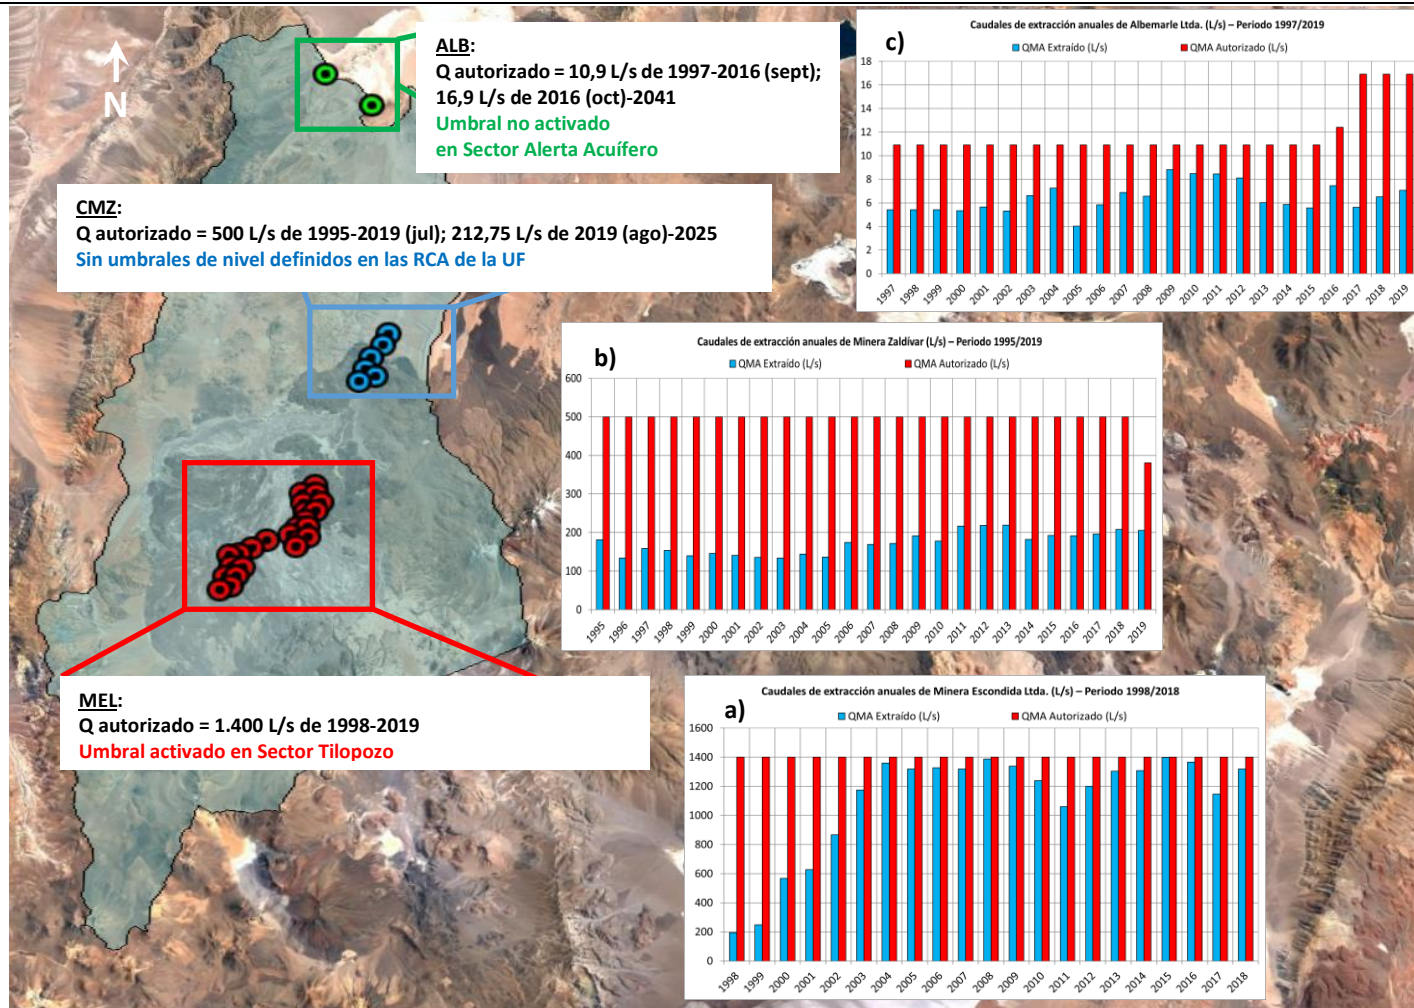 N
ALB:
Q autorizado = 10,9 L/s de 1997-2016 (sept);
16,9 L/s de 2016 (oct)-2041
Umbral no activado
en Sector Alerta Acuífero
CMZ:
Q autorizado = 500 L/s de 1995-2019 (jul); 212,75 L/s de 2019 (ago)-2025
Sin umbrales de nivel definidos en las RCA de la UF
MEL:
Q autorizado = 1.400 L/s de 1998-2019
Umbral activado en Sector Tilopozo
c)
Caudales de extracción anuales de Albemarle Ltda. (L/s) – Periodo 1997/2019
QMA Extraído (L/s) QMA Autorizado (L/s)
18
16
14
12
10
8
6
4
2
0
1997 1998 1999 2000 2001 2002 2003 2004 2005 2006 2007 2008 2009 2010 2011 2012 2013 2014 2015 2016 2017 2018 2019
b)
Caudales de extracción anuales de Minera Zaldívar (L/s) – Periodo 1995/2019
QMA Extraído (L/s) QMA Autorizado (L/s)
600
500
400
300
200
100
0
1995 1996 1997 1998 1999 2000 2001 2002 2003 2004 2005 2006 2007 2008 2009 2010 2011 2012 2013 2014 2015 2016 2017 2018 2019
a)
Caudales de extracción anuales de Minera Escondida Ltda. (L/s) – Periodo 1998/2018
QMA Extraído (L/s) QMA Autorizado (L/s)
1600
1400
1200
1000
800
600
400
200
0
1998 1999 2000 2001 2002 2003 2004 2005 2006 2007 2008 2009 2010 2011 2012 2013 2014 2015 2016 2017 2018